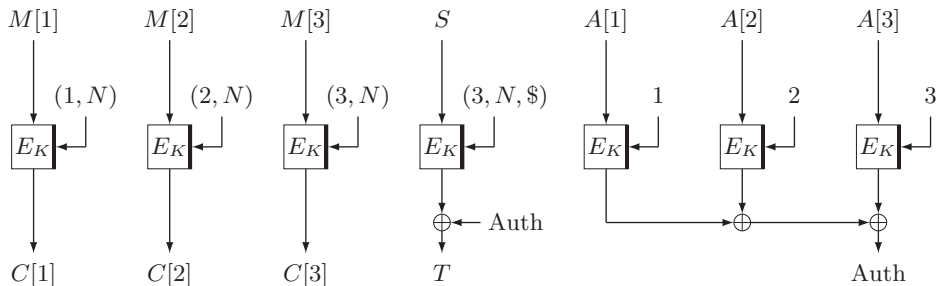 M[1] M[2] M[3] S A[1] A[2] A[3]
(1, N) (2, N) (3, N) (3, N, $) 1 2 3
E_K E_K E_K E_K E_K E_K E_K
Auth
C[1] C[2] C[3] T Auth